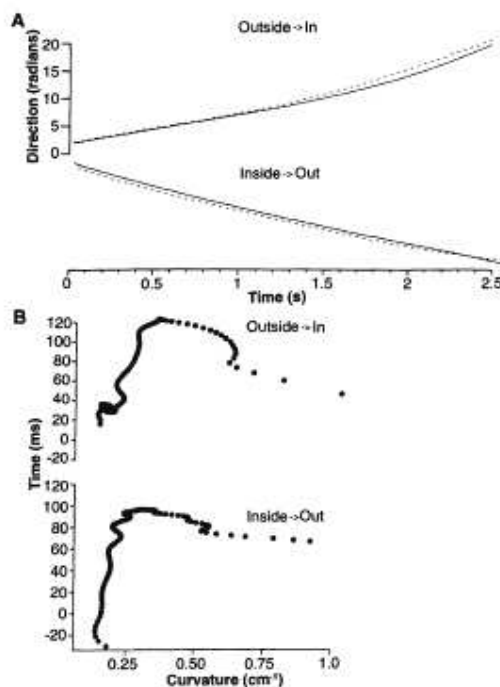 A
Outside->In
Direction (radians)
20
15
10
5
0
Inside->Out
0 0.5 1 1.5 2 2.5
Time (s)
B
Outside->In
120
100
80
60
40
20
0
-20
Time (ms)
Inside->Out
100
80
60
40
20
0
-20
0.25 0.50 0.75 1.0
Curvature (cm⁻¹)